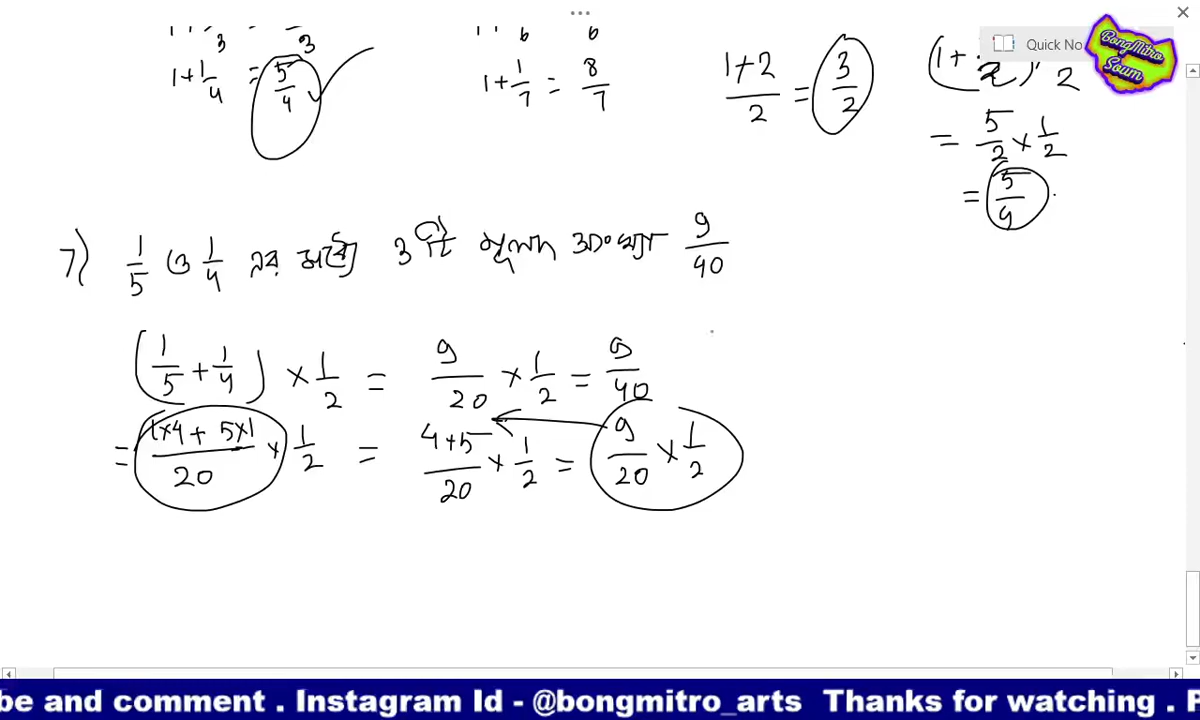 1+1/4 = 5/4
1+1/7 = 8/7
1+2/2 = 3/2
= 5/2 × 1/2
= 5/4
Quick No
BongMitro
Soum
7) 1/5 ও 1/4 এর মধ্যে 3 টি মূলদ সংখ্যা 9/40
(1/5 + 1/4) × 1/2 = 9/20 × 1/2 = 9/40
= 1×4 + 5×1/20 × 1/2 = 4+5/20 × 1/2 = 9/20 × 1/2
be and comment . Instagram Id - @bongmitro_arts Thanks for watching . P